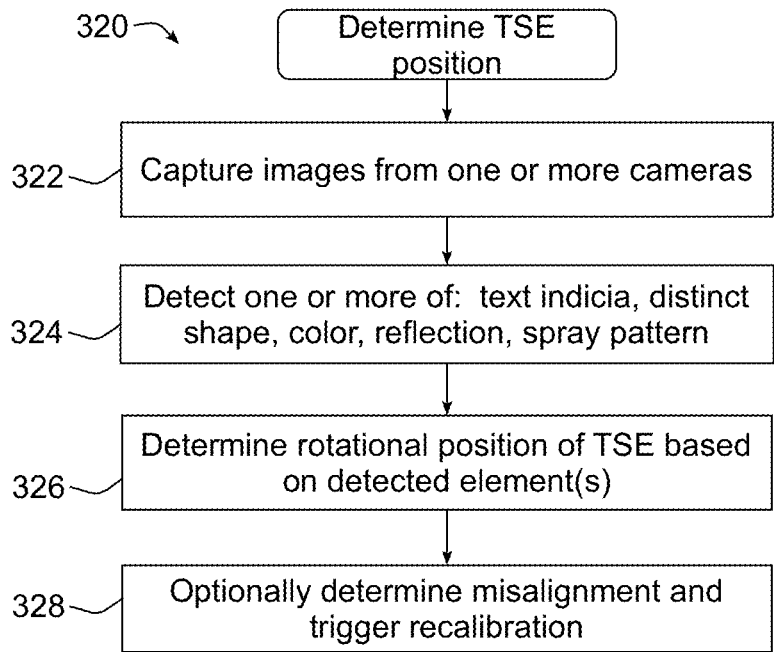 320
Determine TSE
position
322
Capture images from one or more cameras
324
Detect one or more of: text indicia, distinct
shape, color, reflection, spray pattern
326
Determine rotational position of TSE based
on detected element(s)
328
Optionally determine misalignment and
trigger recalibration